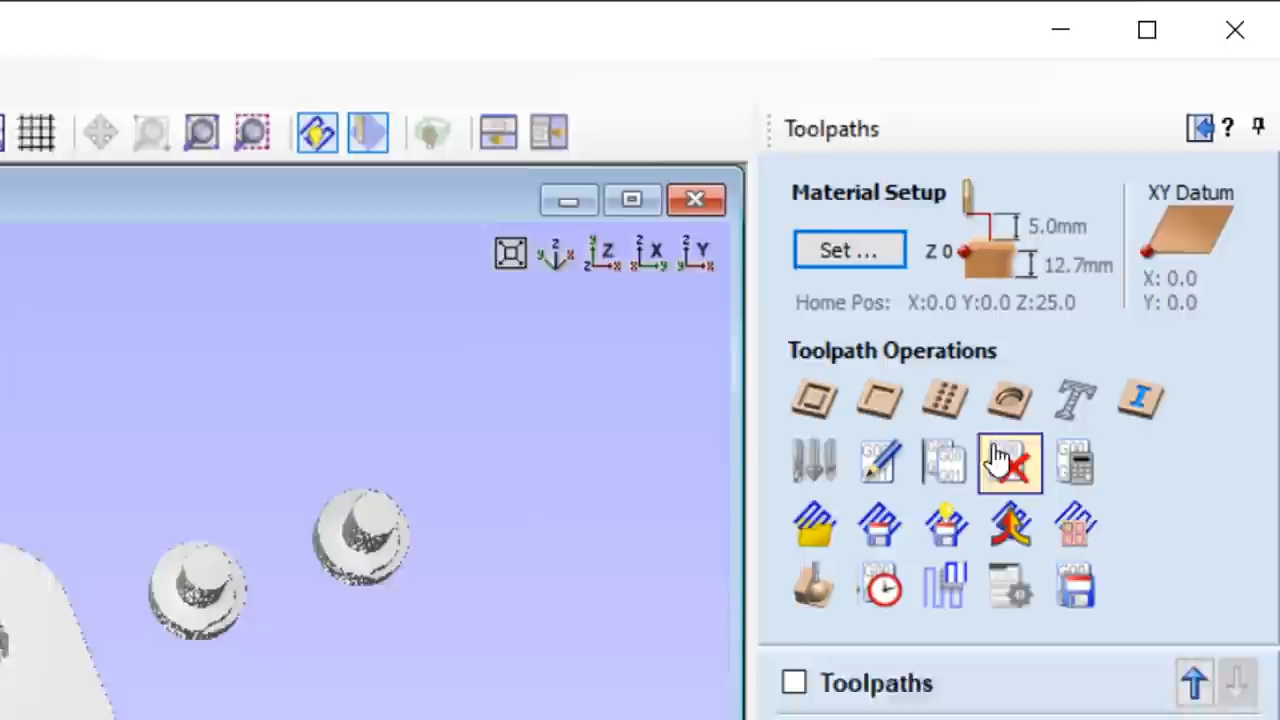 Toolpaths
?
Material Setup
XY Datum
5.0mm
Set ...
Z 0
12.7mm
X: 0.0
Y: 0.0
Home Pos: X:0.0 Y:0.0 Z:25.0
z y x
y Z z x
z X x y
z Y y x
Toolpath Operations
Toolpaths